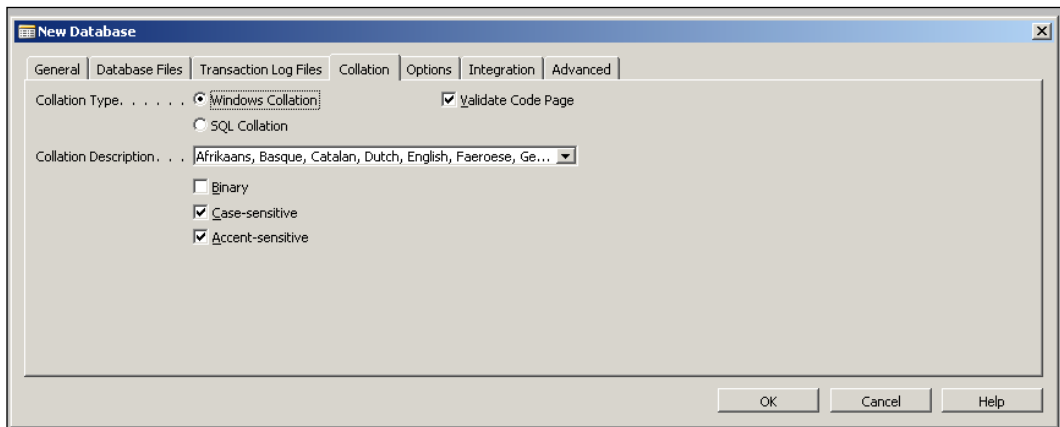 New Database
General Database Files Transaction Log Files Collation Options Integration Advanced
Collation Type. . . . . . Windows Collation Validate Code Page
SQL Collation
Collation Description. . . Afrikaans, Basque, Catalan, Dutch, English, Faeroese, Ge...
Binary
Case-sensitive
Accent-sensitive
OK Cancel Help